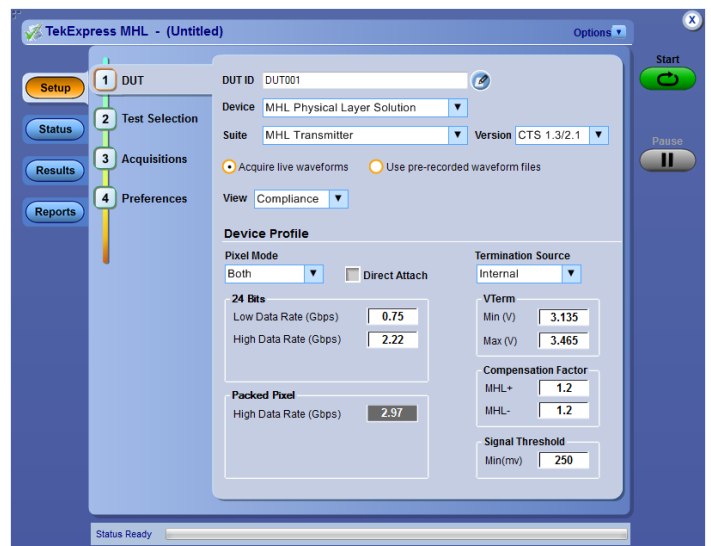 TekExpress MHL - (Untitled)
Options
X
Start
Setup
Status
Results
Reports
Pause
1 DUT
2 Test Selection
3 Acquisitions
4 Preferences
DUT ID DUT001
Device MHL Physical Layer Solution
Suite MHL Transmitter Version CTS 1.3/2.1
Acquire live waveforms Use pre-recorded waveform files
View Compliance
Device Profile
Pixel Mode
Both Direct Attach
24 Bits
Low Data Rate (Gbps) 0.75
High Data Rate (Gbps) 2.22
Packed Pixel
High Data Rate (Gbps) 2.97
Termination Source
Internal
VTerm
Min (V) 3.135
Max (V) 3.465
Compensation Factor
MHL+ 1.2
MHL- 1.2
Signal Threshold
Min(mv) 250
Status Ready